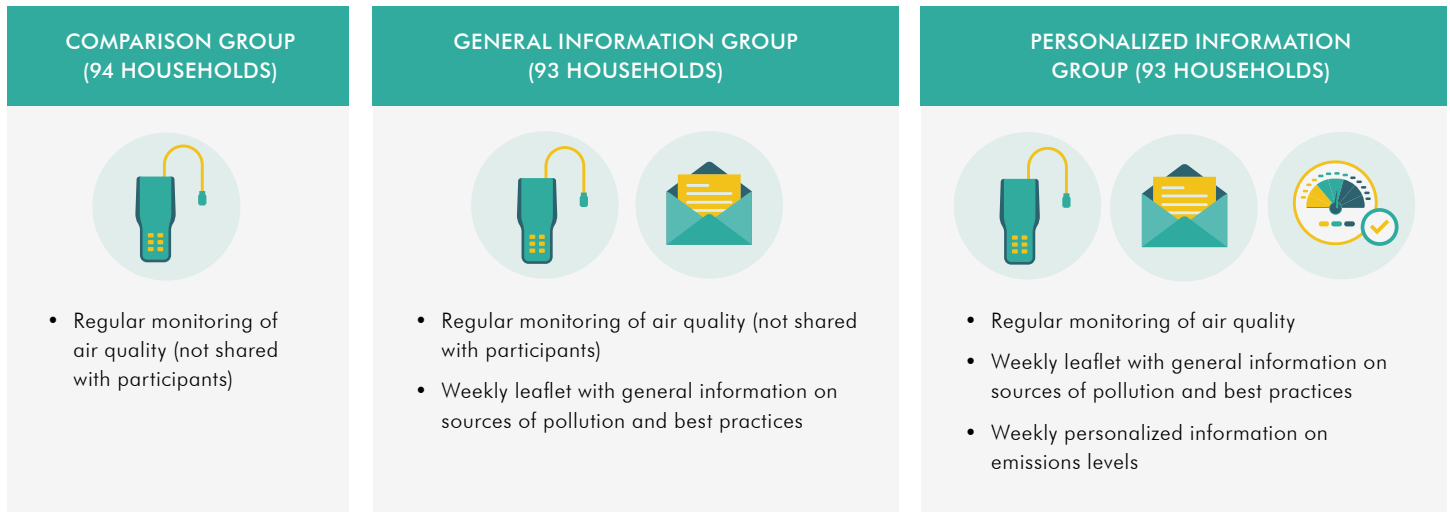 COMPARISON GROUP
(94 HOUSEHOLDS)
• Regular monitoring of
air quality (not shared
with participants)
GENERAL INFORMATION GROUP
(93 HOUSEHOLDS)
• Regular monitoring of air quality (not shared
with participants)
• Weekly leaflet with general information on
sources of pollution and best practices
PERSONALIZED INFORMATION
GROUP (93 HOUSEHOLDS)
• Regular monitoring of air quality
• Weekly leaflet with general information on
sources of pollution and best practices
• Weekly personalized information on
emissions levels